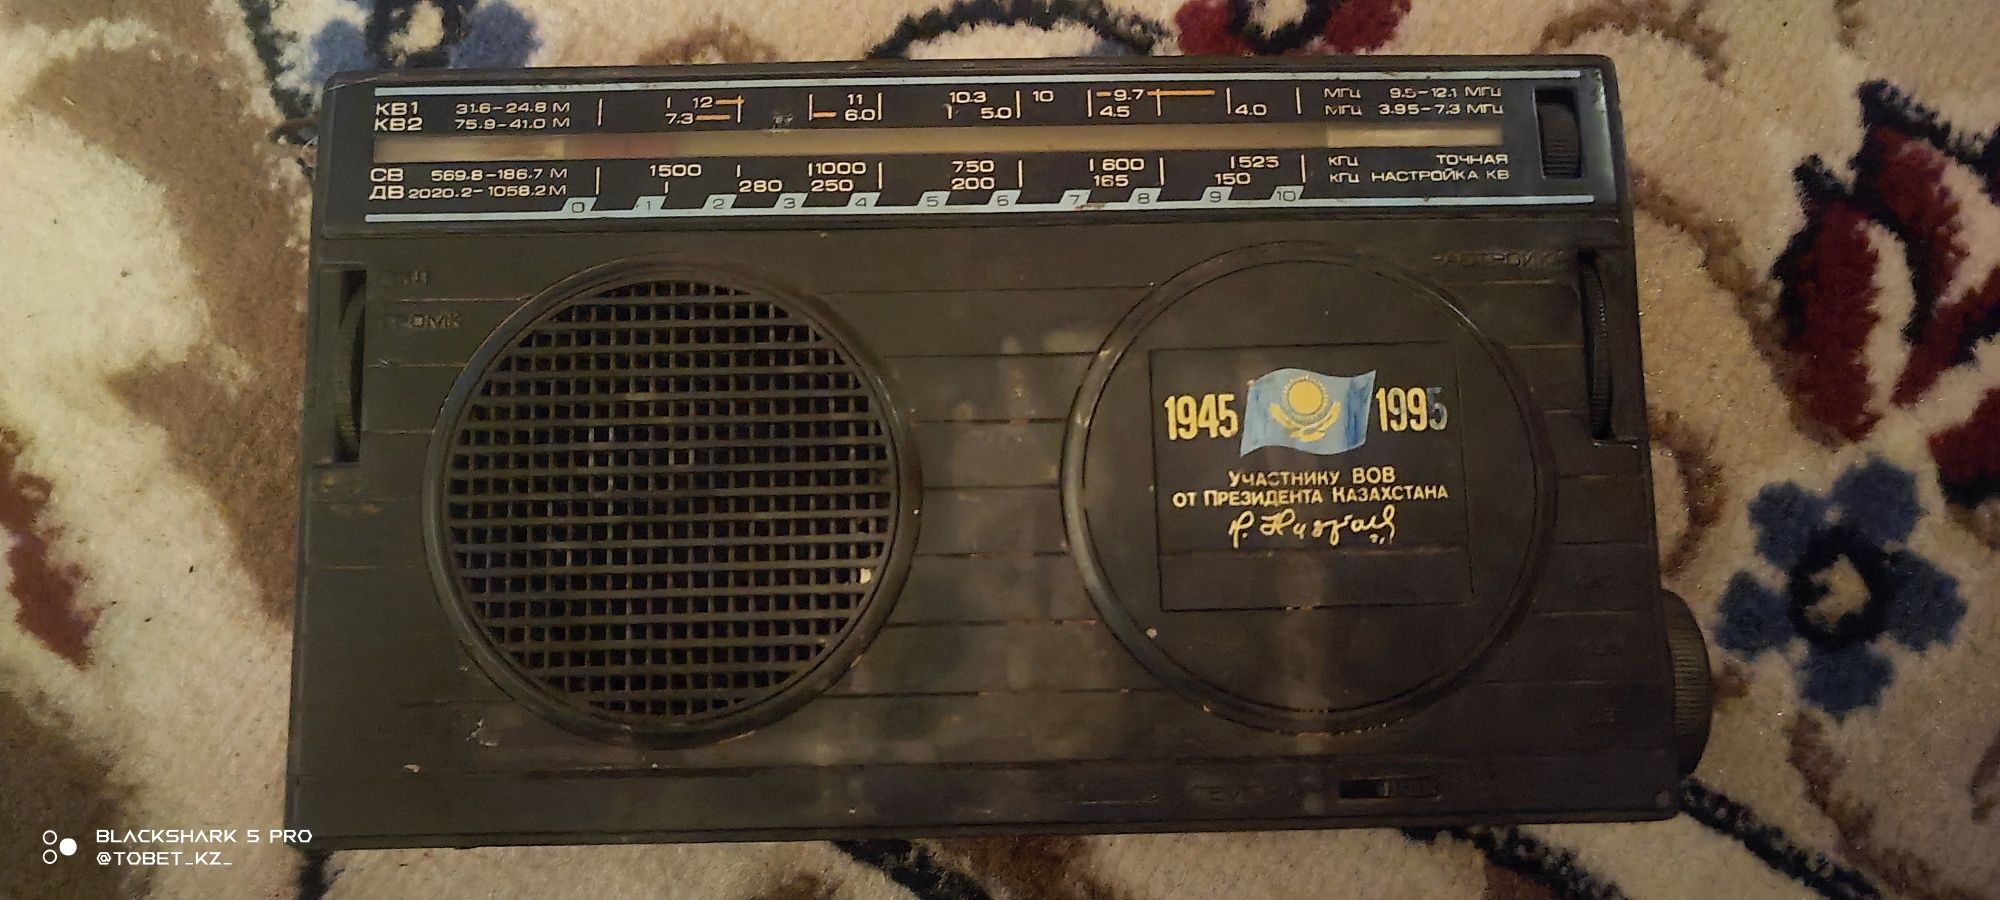 КВ1 31.6-24.8 М 12 11 10.3 10 9.7 МГЦ 9.5-12.1 МГЦ
КВ2 75.9-41.0 М 7.3 6.0 5.0 4.5 4.0 МГЦ 3.95-7.3 МГЦ
СВ 569.8-186.7 М 1500 1000 750 600 523 КГЦ ТОЧНАЯ
ДВ 2020.2-1058.2 М 280 250 200 165 150 КГЦ НАСТРОЙКА КВ
0 1 2 3 4 5 6 7 8 9 10
НАСТРОЙКА
1945 1995
УЧАСТНИКУ ВОВ
ОТ ПРЕЗИДЕНТА КАЗАХСТАНА
BLACKSHARK 5 PRO
@TOBET_KZ_